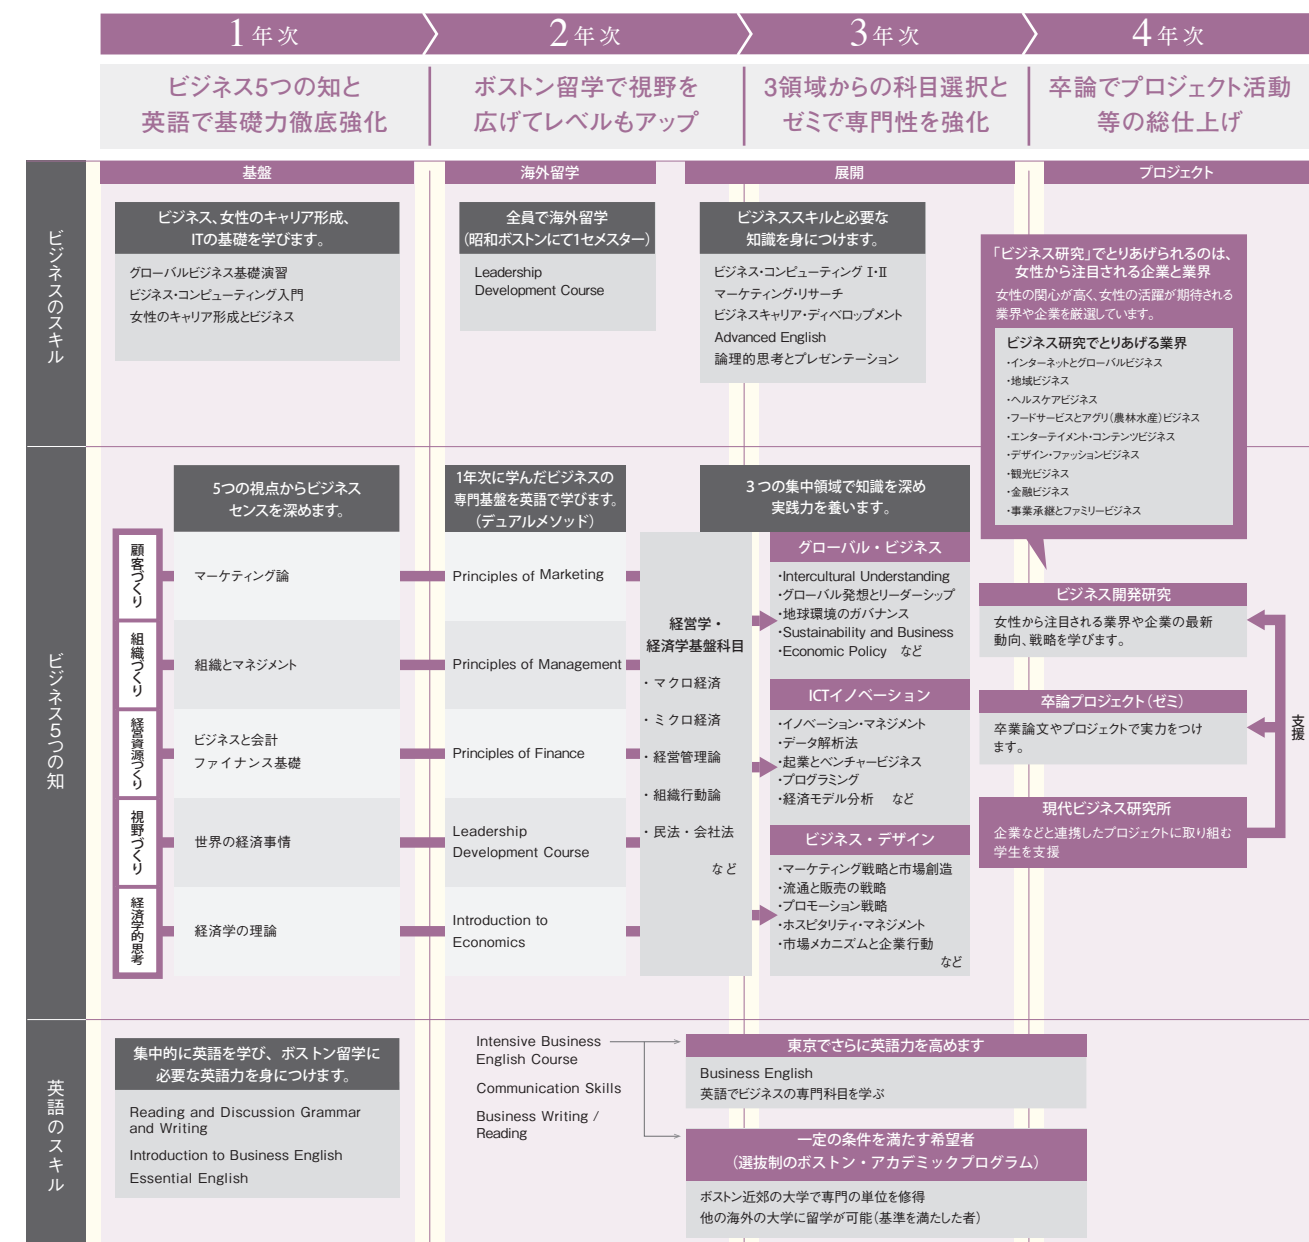 1年次
2年次
3年次
4年次
ビジネス5つの知と
英語で基礎力徹底強化
ボストン留学で視野を
広げてレベルもアップ
3領域からの科目選択と
ゼミで専門性を強化
卒論でプロジェクト活動
等の総仕上げ
基盤
海外留学
展開
プロジェクト
ビジネスのスキル
ビジネス、女性のキャリア形成、
ITの基礎を学びます。
グローバルビジネス基礎演習
ビジネス・コンピューティング入門
女性のキャリア形成とビジネス
全員で海外留学
(昭和ボストンにて1セメスター)
Leadership
Development Course
ビジネススキルと必要な
知識を身につけます。
ビジネス・コンピューティング Ⅰ・Ⅱ
マーケティング・リサーチ
ビジネスキャリア・ディベロップメント
Advanced English
論理的思考とプレゼンテーション
「ビジネス研究」でとりあげられるのは、
女性から注目される企業と業界
女性の関心が高く、女性の活躍が期待される
業界や企業を厳選しています。
ビジネス研究でとりあげる業界
・インターネットとグローバルビジネス
・地域ビジネス
・ヘルスケアビジネス
・フードサービスとアグリ(農林水産)ビジネス
・エンターテイメント・コンテンツビジネス
・デザイン・ファッションビジネス
・観光ビジネス
・金融ビジネス
・事業承継とファミリービジネス
ビジネス5つの知
5つの視点からビジネス
センスを深めます。
1年次に学んだビジネスの
専門基盤を英語で学びます。
(デュアルメソッド)
3つの集中領域で知識を深め
実践力を養います。
顧客づくり
マーケティング論
Principles of Marketing
組織づくり
組織とマネジメント
Principles of Management
経営資源づくり
ビジネスと会計
ファイナンス基礎
Principles of Finance
視野づくり
世界の経済事情
Leadership
Development Course
経済学的思考
経済学の理論
Introduction to
Economics
経営学・
経済学基盤科目
・マクロ経済
・ミクロ経済
・経営管理論
・組織行動論
・民法・会社法
など
グローバル・ビジネス
・Intercultural Understanding
・グローバル発想とリーダーシップ
・地球環境のガバナンス
・Sustainability and Business
・Economic Policy など
ICTイノベーション
・イノベーション・マネジメント
・データ解析法
・起業とベンチャービジネス
・プログラミング
・経済モデル分析 など
ビジネス・デザイン
・マーケティング戦略と市場創造
・流通と販売の戦略
・プロモーション戦略
・ホスピタリティ・マネジメント
・市場メカニズムと企業行動
など
ビジネス開発研究
女性から注目される業界や企業の最新
動向、戦略を学びます。
卒論プロジェクト(ゼミ)
卒業論文やプロジェクトで実力をつけ
ます。
現代ビジネス研究所
企業などと連携したプロジェクトに取り組む
学生を支援
支援
英語のスキル
集中的に英語を学び、ボストン留学に
必要な英語力を身につけます。
Reading and Discussion Grammar
and Writing
Introduction to Business English
Essential English
Intensive Business
English Course
Communication Skills
Business Writing /
Reading
東京でさらに英語力を高めます
Business English
英語でビジネスの専門科目を学ぶ
一定の条件を満たす希望者
(選抜制のボストン・アカデミックプログラム)
ボストン近郊の大学で専門の単位を修得
他の海外の大学に留学が可能(基準を満たした者)